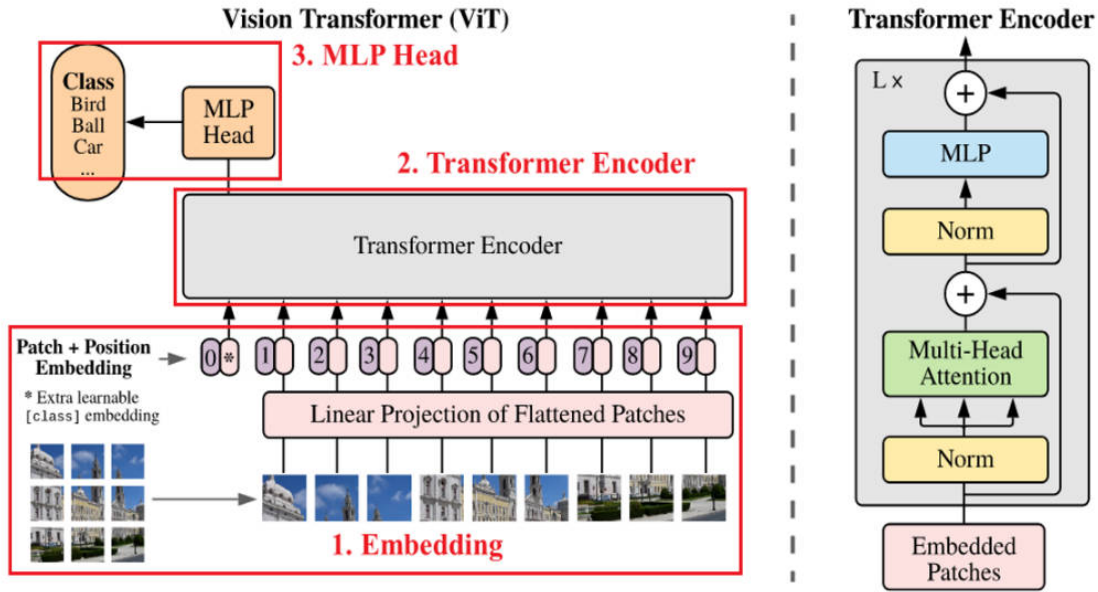 Vision Transformer (ViT)
3. MLP Head
Class
Bird
Ball
Car
...
MLP
Head
2. Transformer Encoder
Transformer Encoder
Patch + Position
Embedding
0 * 1 2 3 4 5 6 7 8 9
* Extra learnable
[class] embedding
Linear Projection of Flattened Patches
1. Embedding
Transformer Encoder
L x
+
MLP
Norm
+
Multi-Head
Attention
Norm
Embedded
Patches